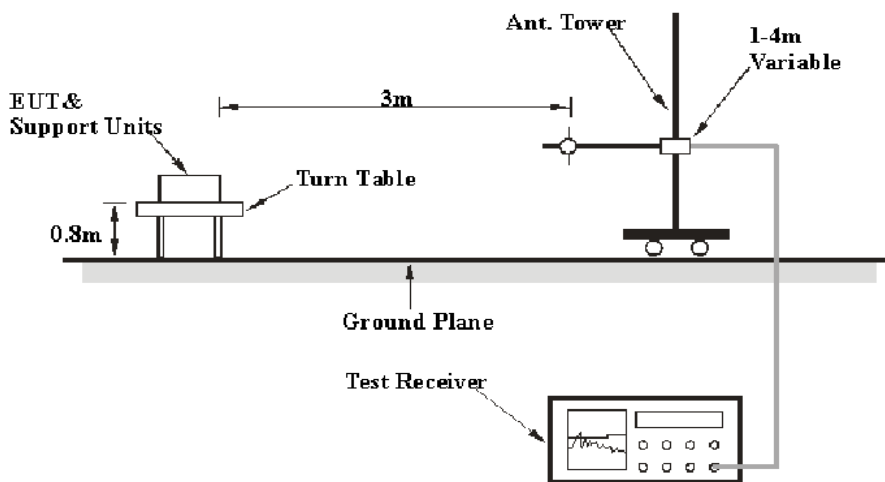 Ant. Tower
1-4m
Variable
3m
EUT &
Support Units
Turn Table
0.8m
Ground Plane
Test Receiver